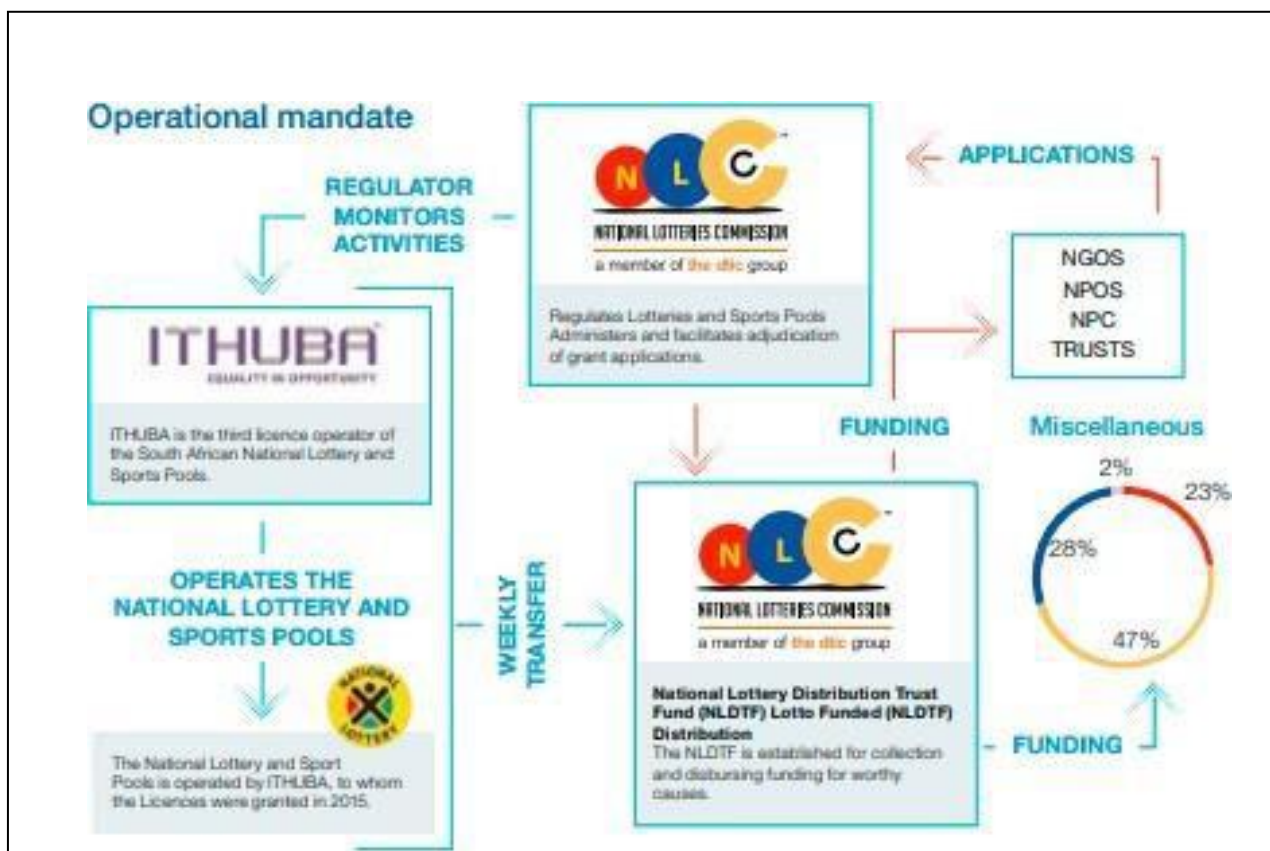 Operational mandate
REGULATOR
MONITORS
ACTIVITIES
NLC
NATIONAL LOTTERIES COMMISSION
a member of the dtic group
Regulates Lotteries and Sports Pools
Administers and facilitates adjudication
of grant applications.
APPLICATIONS
NGOS
NPOS
NPC
TRUSTS
ITHUBA
EQUALITY IN OPPORTUNITY
ITHUBA is the third licence operator of
the South African National Lottery and
Sports Pools.
OPERATES THE
NATIONAL LOTTERY AND
SPORTS POOLS
NATIONAL
LOTTERY
The National Lottery and Sport
Pools is operated by ITHUBA, to whom
the Licences were granted in 2015.
WEEKLY
TRANSFER
FUNDING
NLC
NATIONAL LOTTERIES COMMISSION
a member of the dtic group
National Lottery Distribution Trust
Fund (NLDTF) Lotto Funded (NLDTF)
Distribution
The NLDTF is established for collection
and disbursing funding for worthy
causes.
Miscellaneous
2%
23%
28%
47%
FUNDING